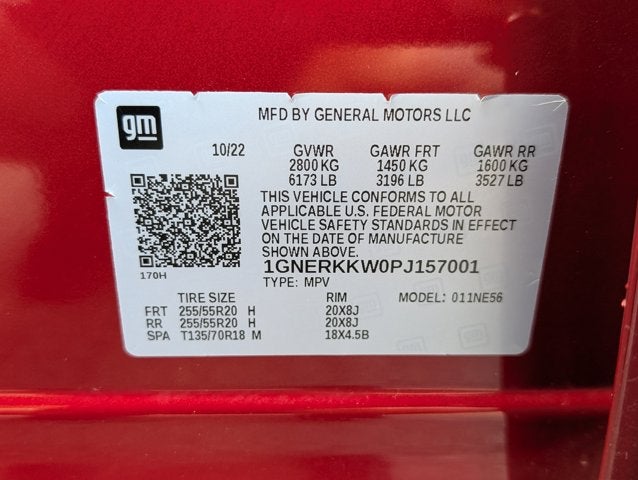 gm
MFD BY GENERAL MOTORS LLC
10/22 GVWR GAWR FRT GAWR RR
2800 KG 1450 KG 1600 KG
6173 LB 3196 LB 3527 LB
THIS VEHICLE CONFORMS TO ALL
APPLICABLE U.S. FEDERAL MOTOR
VEHICLE SAFETY STANDARDS IN EFFECT
ON THE DATE OF MANUFACTURE
SHOWN ABOVE.
170H
1GNERKKW0PJ157001
TYPE: MPV
TIRE SIZE RIM MODEL: 011NE56
FRT 255/55R20 H 20X8J
RR 255/55R20 H 20X8J
SPA T135/70R18 M 18X4.5B